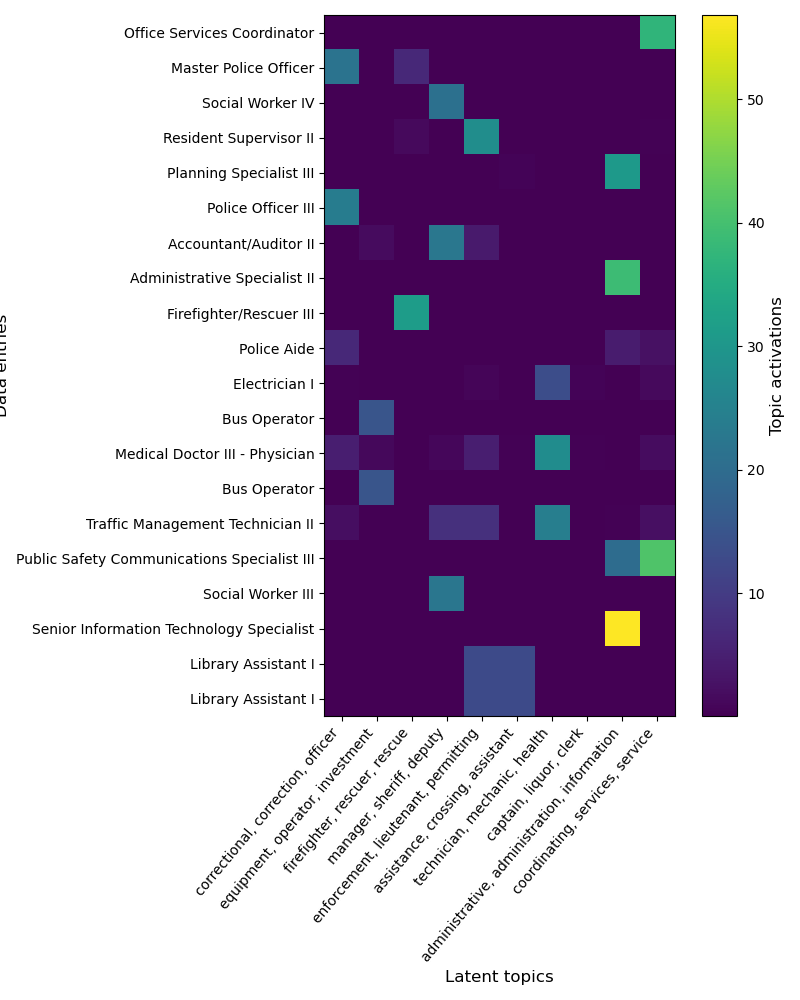 Office Services Coordinator
Master Police Officer
Social Worker IV
Resident Supervisor II
Planning Specialist III
Police Officer III
Accountant/Auditor II
Administrative Specialist II
Firefighter/Rescuer III
Police Aide
Electrician I
Bus Operator
Medical Doctor III - Physician
Bus Operator
Traffic Management Technician II
Public Safety Communications Specialist III
Social Worker III
Senior Information Technology Specialist
Library Assistant I
Library Assistant I
Data entries
correctional, correction, officer
equipment, operator, investment
firefighter, rescuer, rescue
manager, sheriff, deputy
enforcement, lieutenant, permitting
assistance, crossing, assistant
technician, mechanic, health
captain, liquor, clerk
administrative, administration, information
coordinating, services, service
Latent topics
50
40
30
20
10
Topic activations